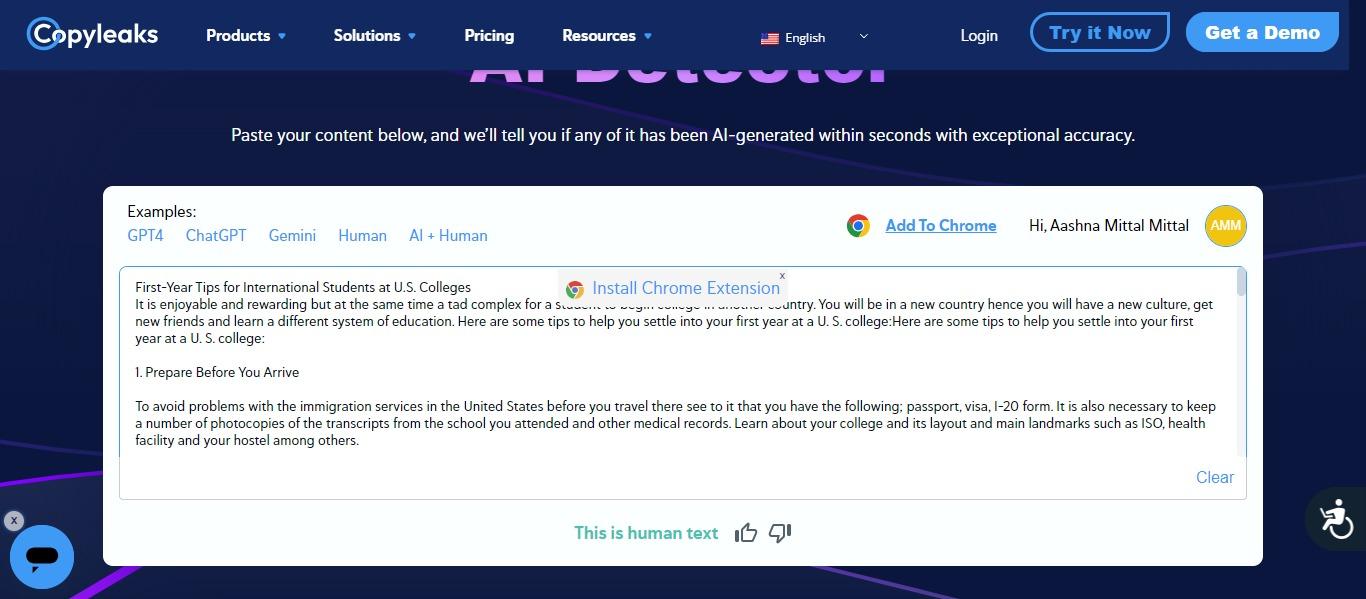 Copyleaks Products Solutions Pricing Resources English Login Try it Now Get a Demo
AI Detector
Paste your content below, and we'll tell you if any of it has been AI-generated within seconds with exceptional accuracy.
Examples:
GPT4 ChatGPT Gemini Human AI + Human
Add To Chrome Hi, Aashna Mittal Mittal AMM
x
Install Chrome Extension
First-Year Tips for International Students at U.S. Colleges
It is enjoyable and rewarding but at the same time a tad complex for a student to begin college in another country. You will be in a new country hence you will have a new culture, get
new friends and learn a different system of education. Here are some tips to help you settle into your first year at a U. S. college:Here are some tips to help you settle into your first
year at a U. S. college:
1. Prepare Before You Arrive
To avoid problems with the immigration services in the United States before you travel there see to it that you have the following; passport, visa, I-20 form. It is also necessary to keep
a number of photocopies of the transcripts from the school you attended and other medical records. Learn about your college and its layout and main landmarks such as ISO, health
facility and your hostel among others.
Clear
This is human text
x